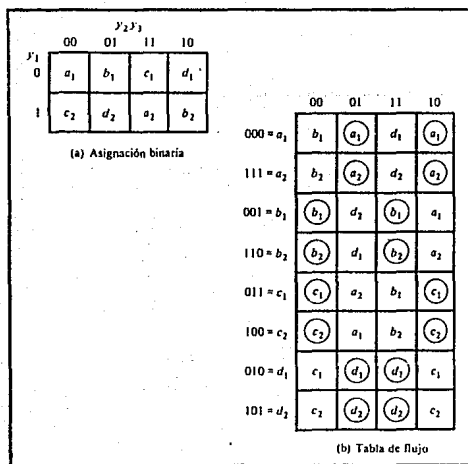 y₂y₃
00 01 11 10
y₁
0 a₁ b₁ c₁ d₁
1 c₂ d₂ a₂ b₂
(a) Asignación binaria
00 01 11 10
000 = a₁ b₁ a₁ d₁ a₁
111 = a₂ b₂ a₂ d₂ a₂
001 = b₁ b₁ d₂ b₁ a₁
110 = b₂ b₂ d₁ b₂ a₂
011 = c₁ c₁ a₂ b₁ c₁
100 = c₂ c₂ a₁ b₂ c₂
010 = d₁ c₁ d₁ d₁ c₁
101 = d₂ c₂ d₂ d₂ c₂
(b) Tabla de flujo